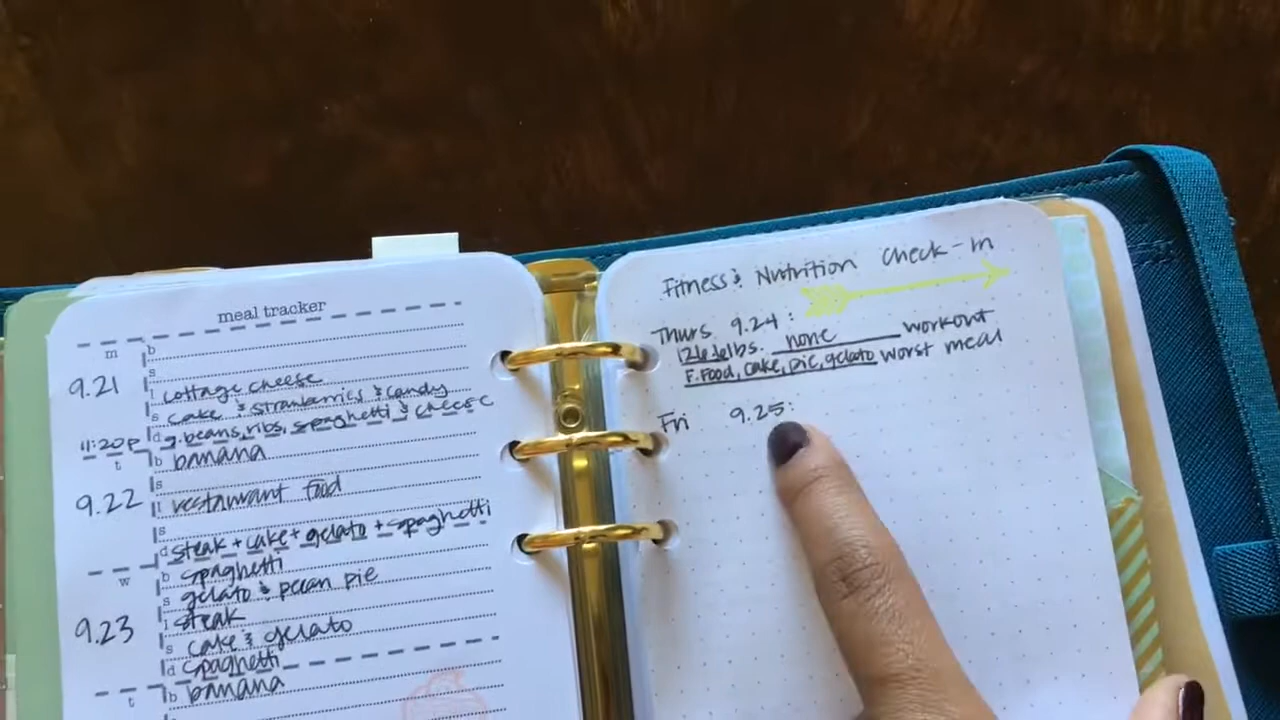 meal tracker
m
9.21
b
s
l cottage cheese
s cake & strawberries & candy
11:20p d g. beans, ribs, spaghetti & cheese
t
9.22
b banana
s
l restaurant food
s
d steak + cake + gelato + spaghetti
w
9.23
b spaghetti
s gelato & pecan pie
l steak
s cake & gelato
d spaghetti
t b banana
Fitness & Nutrition Check-in
Thurs 9.24:
lbs. none workout
F. Food, cake, pie, gelato worst meal
Fri 9.25: